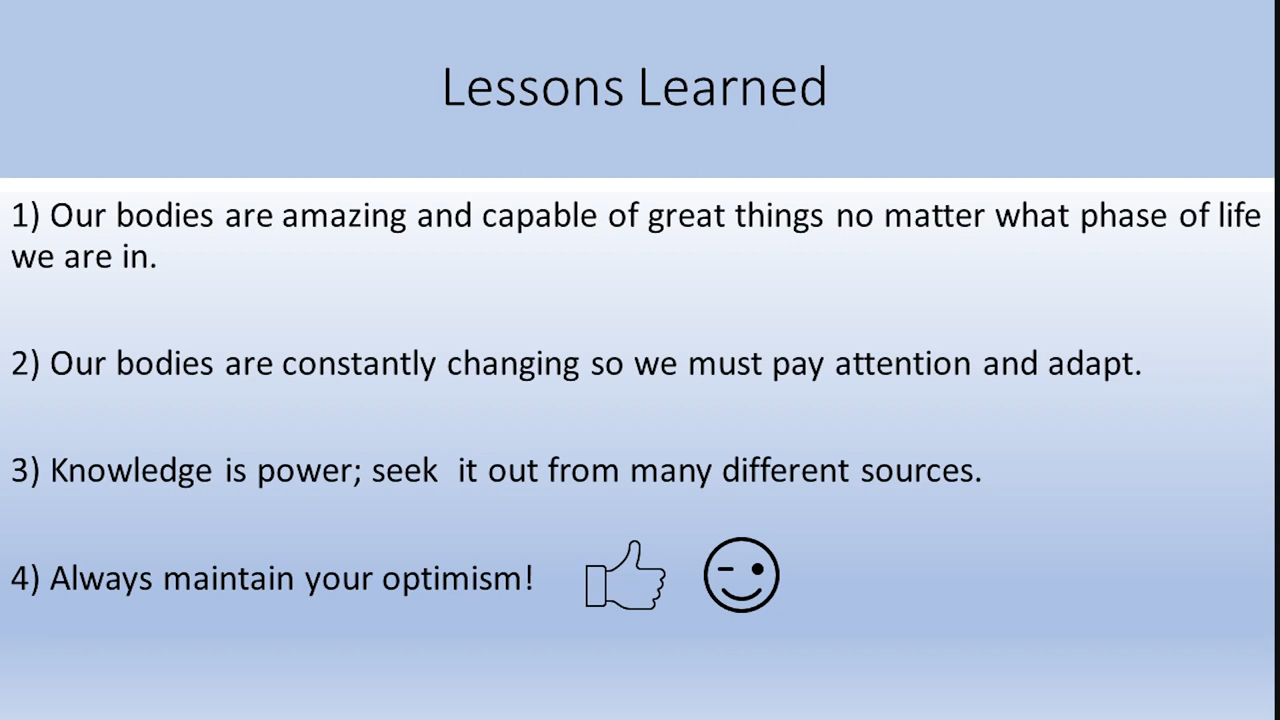 Lessons Learned
1) Our bodies are amazing and capable of great things no matter what phase of life
we are in.
2) Our bodies are constantly changing so we must pay attention and adapt.
3) Knowledge is power; seek  it out from many different sources.
4) Always maintain your optimism!